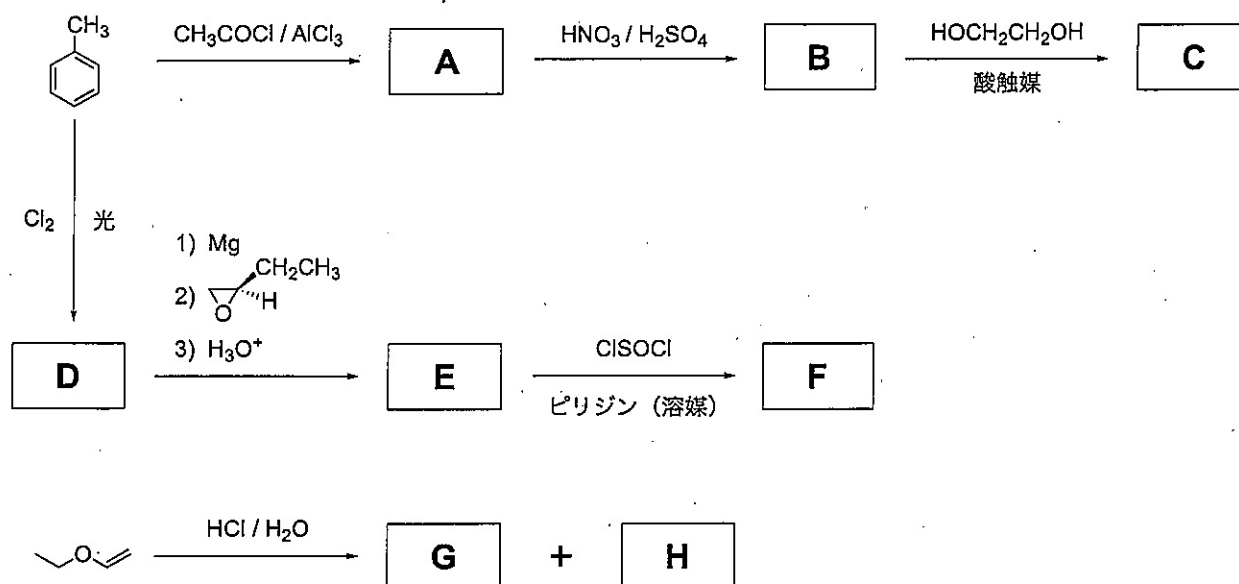 CH₃
CH₃COCl / AlCl₃
A
HNO₃ / H₂SO₄
B
HOCH₂CH₂OH
酸触媒
C
Cl₂ 光
1) Mg
2) O CH₂CH₃ H
3) H₃O⁺
D
E
ClSOCl
ピリジン（溶媒）
F
O
HCl / H₂O
G + H